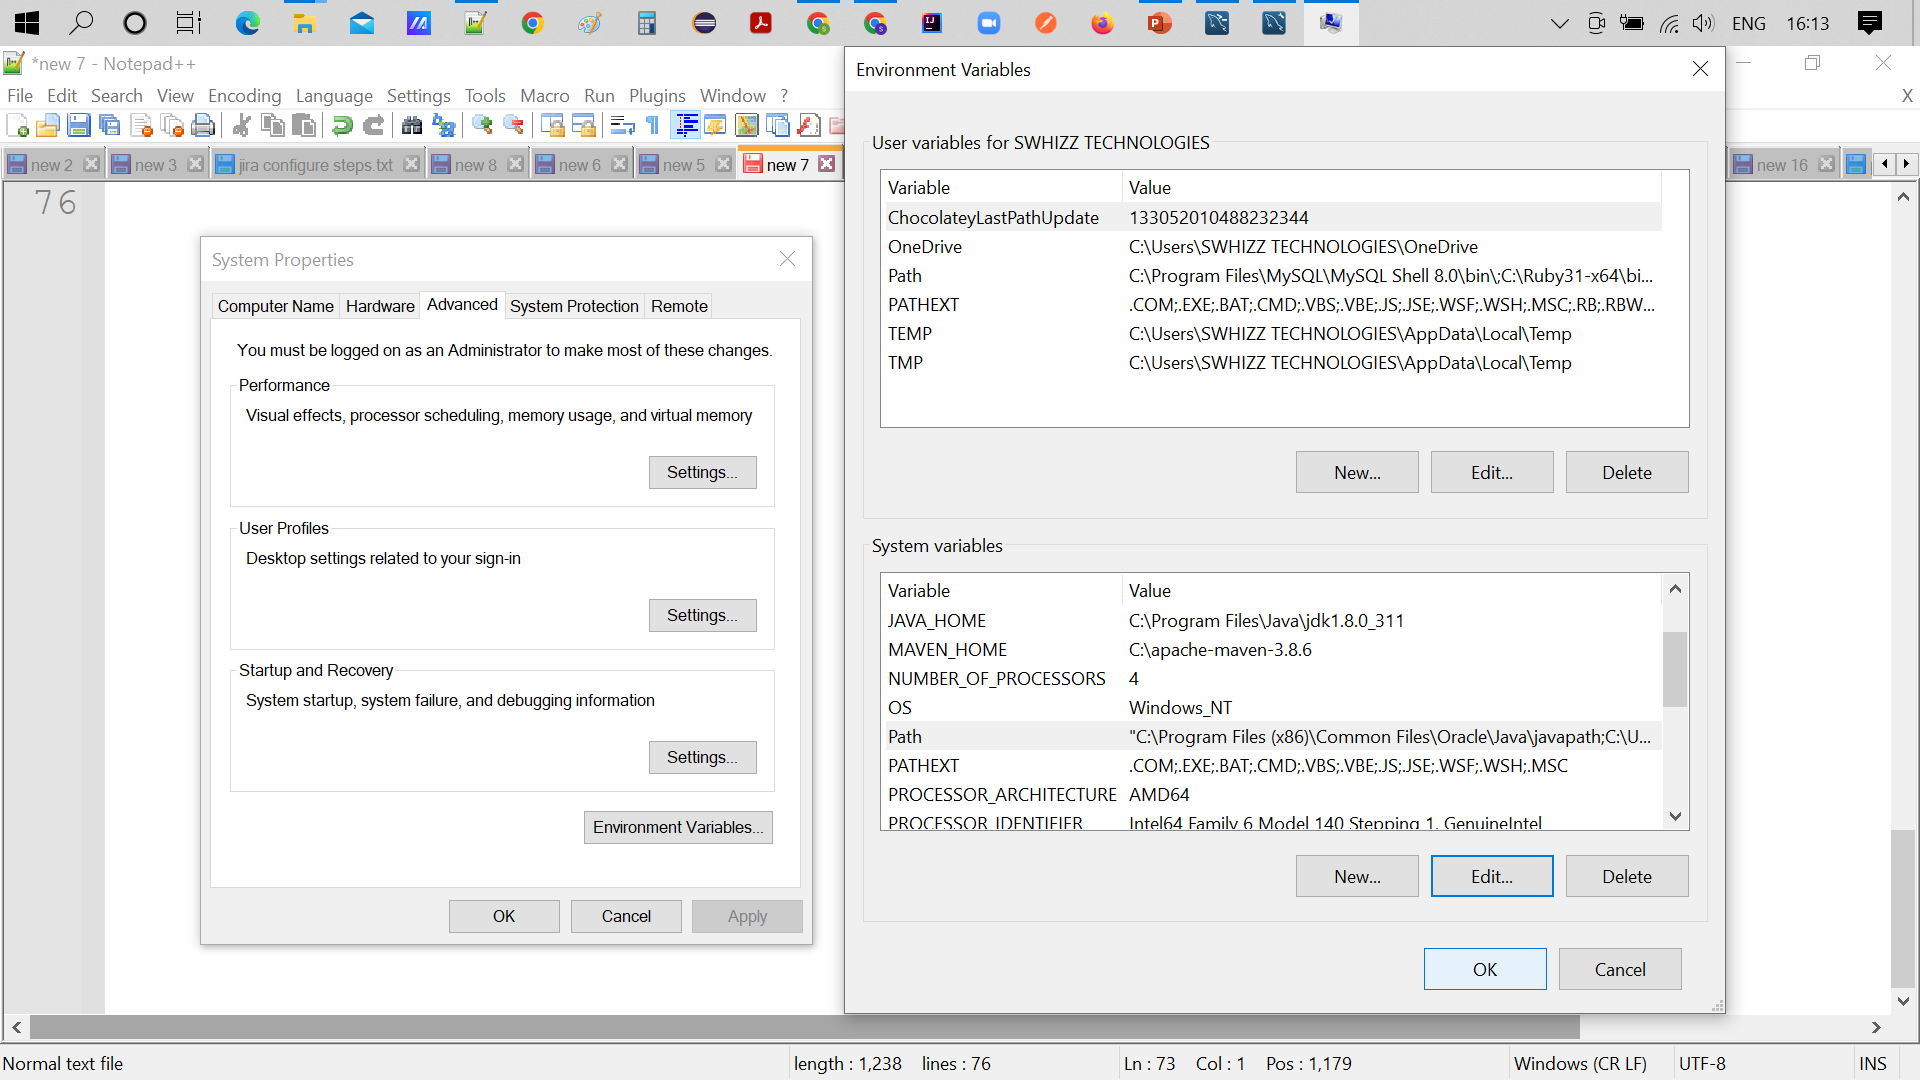 ENG 16:13
*new 7 - Notepad++
File Edit Search View Encoding Language Settings Tools Macro Run Plugins Window ?
X
new 2 new 3 jira configure steps.txt new 8 new 6 new 5 new 7 new 16
76
System Properties
Computer Name Hardware Advanced System Protection Remote
You must be logged on as an Administrator to make most of these changes.
Performance
Visual effects, processor scheduling, memory usage, and virtual memory
Settings...
User Profiles
Desktop settings related to your sign-in
Settings...
Startup and Recovery
System startup, system failure, and debugging information
Settings...
Environment Variables...
OK Cancel Apply
Environment Variables
User variables for SWHIZZ TECHNOLOGIES
Variable Value
ChocolateyLastPathUpdate 133052010488232344
OneDrive C:\Users\SWHIZZ TECHNOLOGIES\OneDrive
Path C:\Program Files\MySQL\MySQL Shell 8.0\bin\;C:\Ruby31-x64\bi...
PATHEXT .COM;.EXE;.BAT;.CMD;.VBS;.VBE;.JS;.JSE;.WSF;.WSH;.MSC;.RB;.RBW...
TEMP C:\Users\SWHIZZ TECHNOLOGIES\AppData\Local\Temp
TMP C:\Users\SWHIZZ TECHNOLOGIES\AppData\Local\Temp
New... Edit... Delete
System variables
Variable Value
JAVA_HOME C:\Program Files\Java\jdk1.8.0_311
MAVEN_HOME C:\apache-maven-3.8.6
NUMBER_OF_PROCESSORS 4
OS Windows_NT
Path "C:\Program Files (x86)\Common Files\Oracle\Java\javapath;C:\U...
PATHEXT .COM;.EXE;.BAT;.CMD;.VBS;.VBE;.JS;.JSE;.WSF;.WSH;.MSC
PROCESSOR_ARCHITECTURE AMD64
PROCESSOR_IDENTIFIER Intel64 Family 6 Model 140 Stepping 1, GenuineIntel
New... Edit... Delete
OK Cancel
Normal text file length : 1,238 lines : 76 Ln : 73 Col : 1 Pos : 1,179 Windows (CR LF) UTF-8 INS